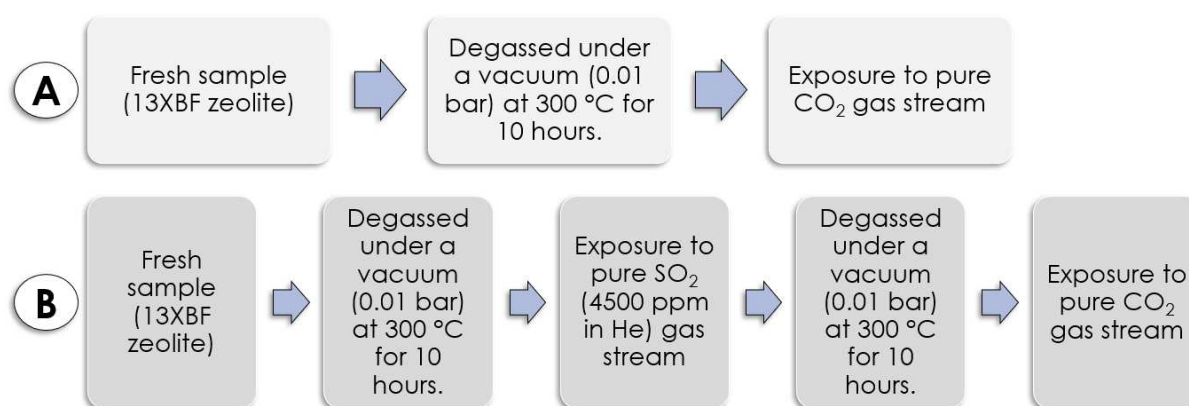 A
Fresh sample
(13XBF zeolite)
Degassed under
a vacuum (0.01
bar) at 300 °C for
10 hours.
Exposure to pure
CO₂ gas stream
B
Fresh
sample
(13XBF
zeolite)
Degassed
under a
vacuum
(0.01 bar)
at 300 °C
for 10
hours.
Exposure to
pure SO₂
(4500 ppm
in He) gas
stream
Degassed
under a
vacuum
(0.01 bar)
at 300 °C
for 10
hours.
Exposure to
pure CO₂
gas stream